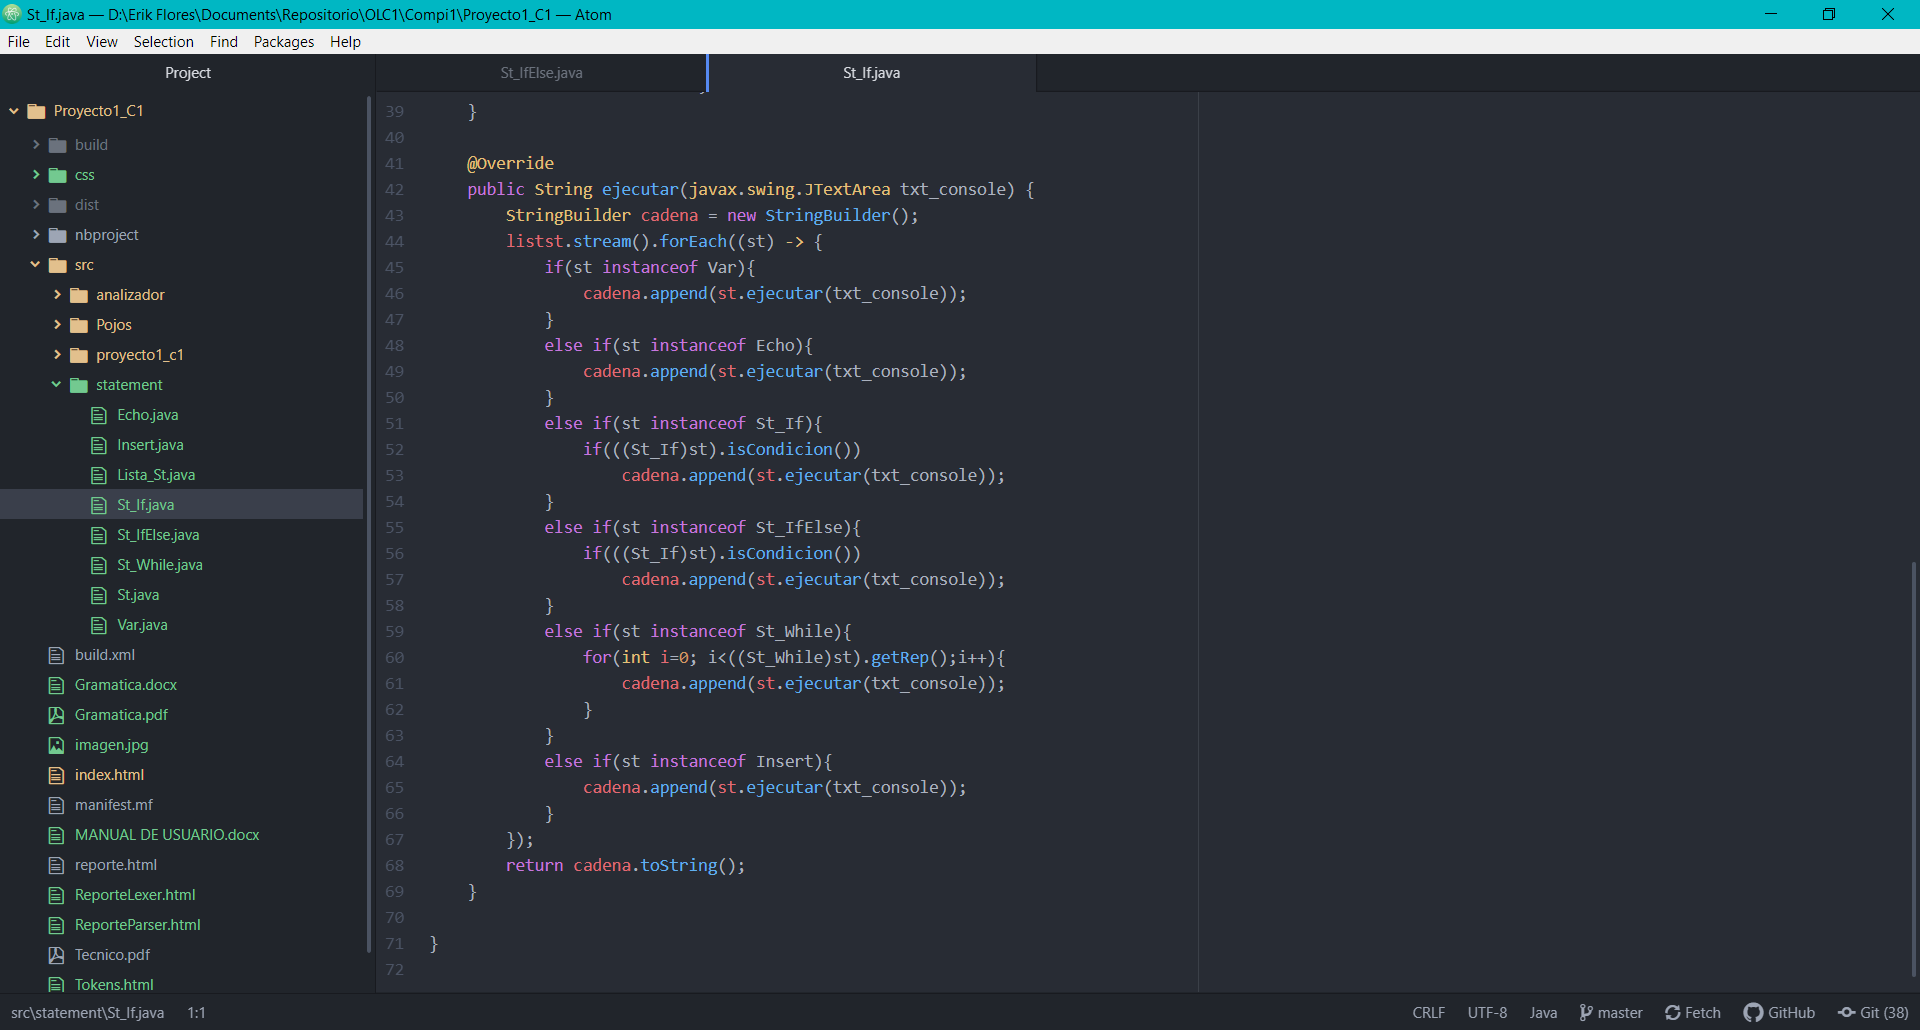 St_If.java — D:\Erik Flores\Documents\Repositorio\OLC1\Compi1\Proyecto1_C1 — Atom
File Edit View Selection Find Packages Help
Project
Proyecto1_C1
build
css
dist
nbproject
src
analizador
Pojos
proyecto1_c1
statement
Echo.java
Insert.java
Lista_St.java
St_If.java
St_IfElse.java
St_While.java
St.java
Var.java
build.xml
Gramatica.docx
Gramatica.pdf
imagen.jpg
index.html
manifest.mf
MANUAL DE USUARIO.docx
reporte.html
ReporteLexer.html
ReporteParser.html
Tecnico.pdf
Tokens.html
St_IfElse.java St_If.java
39     }
40
41     @Override
42     public String ejecutar(javax.swing.JTextArea txt_console) {
43         StringBuilder cadena = new StringBuilder();
44         listst.stream().forEach((st) -> {
45             if(st instanceof Var){
46                 cadena.append(st.ejecutar(txt_console));
47             }
48             else if(st instanceof Echo){
49                 cadena.append(st.ejecutar(txt_console));
50             }
51             else if(st instanceof St_If){
52                 if(((St_If)st).isCondicion())
53                     cadena.append(st.ejecutar(txt_console));
54             }
55             else if(st instanceof St_IfElse){
56                 if(((St_If)st).isCondicion())
57                     cadena.append(st.ejecutar(txt_console));
58             }
59             else if(st instanceof St_While){
60                 for(int i=0; i<((St_While)st).getRep();i++){
61                     cadena.append(st.ejecutar(txt_console));
62                 }
63             }
64             else if(st instanceof Insert){
65                 cadena.append(st.ejecutar(txt_console));
66             }
67         });
68         return cadena.toString();
69     }
70
71 }
72
src\statement\St_If.java 1:1 CRLF UTF-8 Java master Fetch GitHub Git (38)